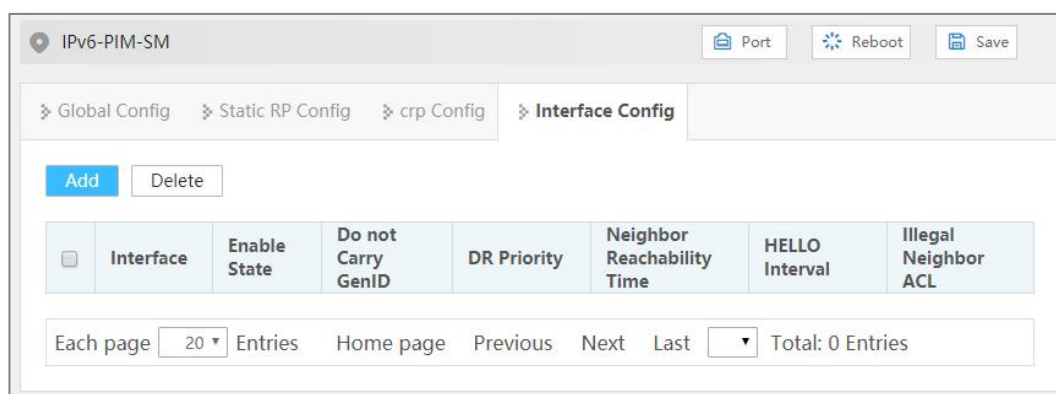 IPv6-PIM-SM Port Reboot Save
Global Config Static RP Config crp Config Interface Config
Add Delete
Interface Enable State Do not Carry GenID DR Priority Neighbor Reachability Time HELLO Interval Illegal Neighbor ACL
Each page 20 Entries Home page Previous Next Last Total: 0 Entries